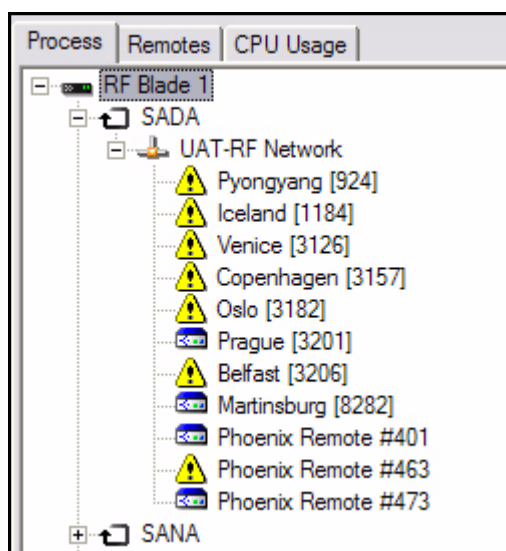 Process Remotes CPU Usage
RF Blade 1
SADA
UAT-RF Network
Pyongyang [924]
Iceland [1184]
Venice [3126]
Copenhagen [3157]
Oslo [3182]
Prague [3201]
Belfast [3206]
Martinsburg [8282]
Phoenix Remote #401
Phoenix Remote #463
Phoenix Remote #473
SANA